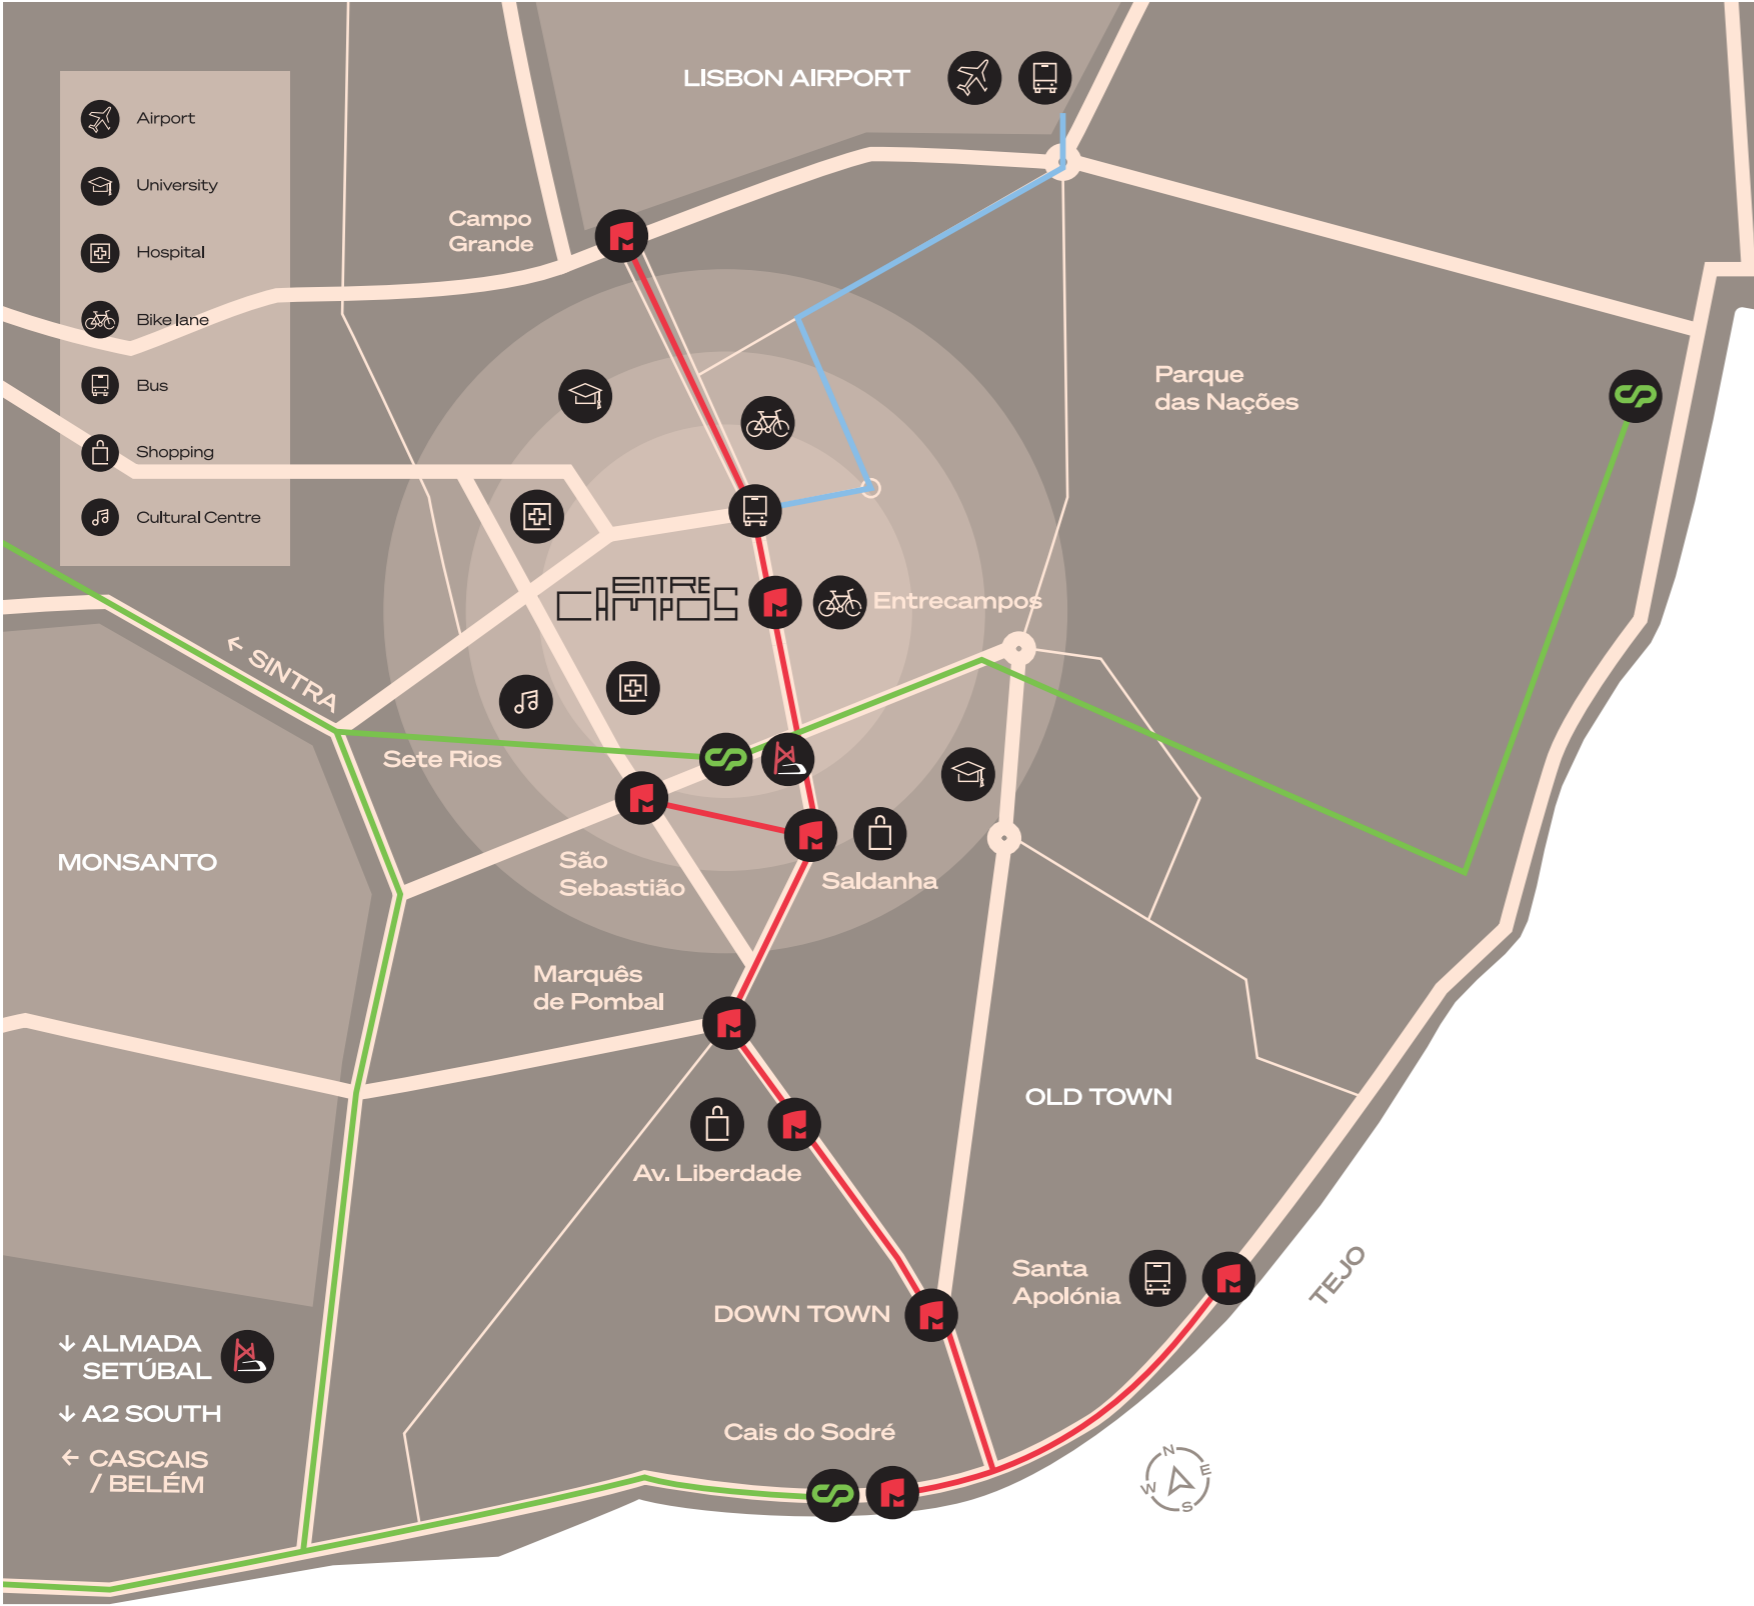 LISBON AIRPORT
Airport
University
Hospital
Bike lane
Bus
Shopping
Cultural Centre
Campo
Grande
Parque
das Nações
ENTRE
CAMPOS
Entrecampos
← SINTRA
Sete Rios
MONSANTO
São
Sebastião
Saldanha
Marquês
de Pombal
OLD TOWN
Av. Liberdade
Santa
Apolónia
TEJO
DOWN TOWN
↓ ALMADA
SETÚBAL
↓ A2 SOUTH
← CASCAIS
/ BELÉM
Cais do Sodré
N
E
W
S